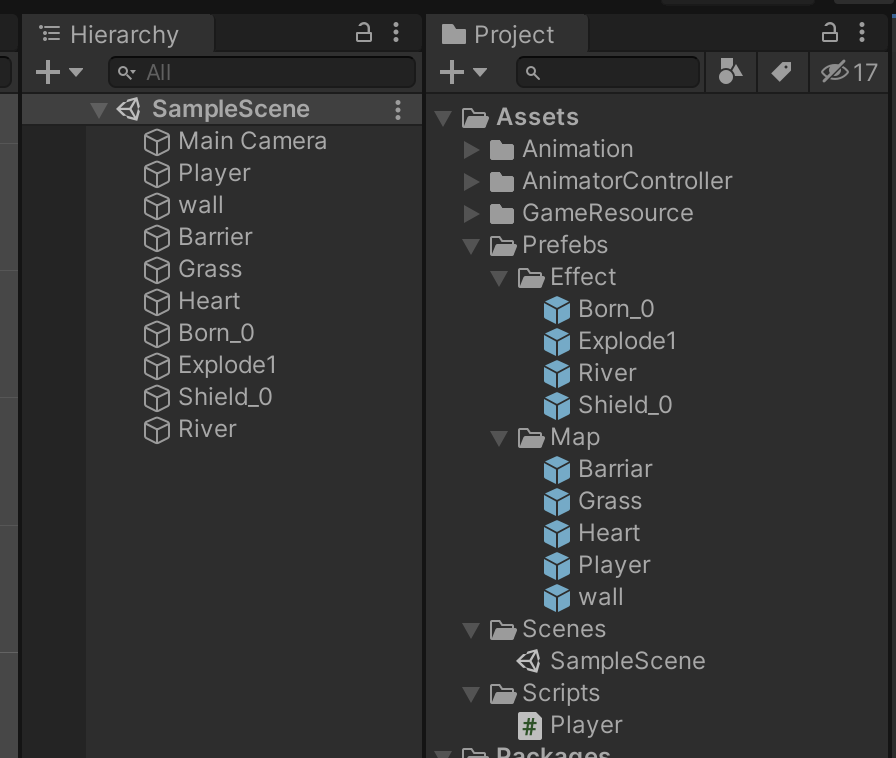 Hierarchy
All
SampleScene
Main Camera
Player
wall
Barrier
Grass
Heart
Born_0
Explode1
Shield_0
River
Project
17
Assets
Animation
AnimatorController
GameResource
Prefebs
Effect
Born_0
Explode1
River
Shield_0
Map
Barriar
Grass
Heart
Player
wall
Scenes
SampleScene
Scripts
# Player
Packages